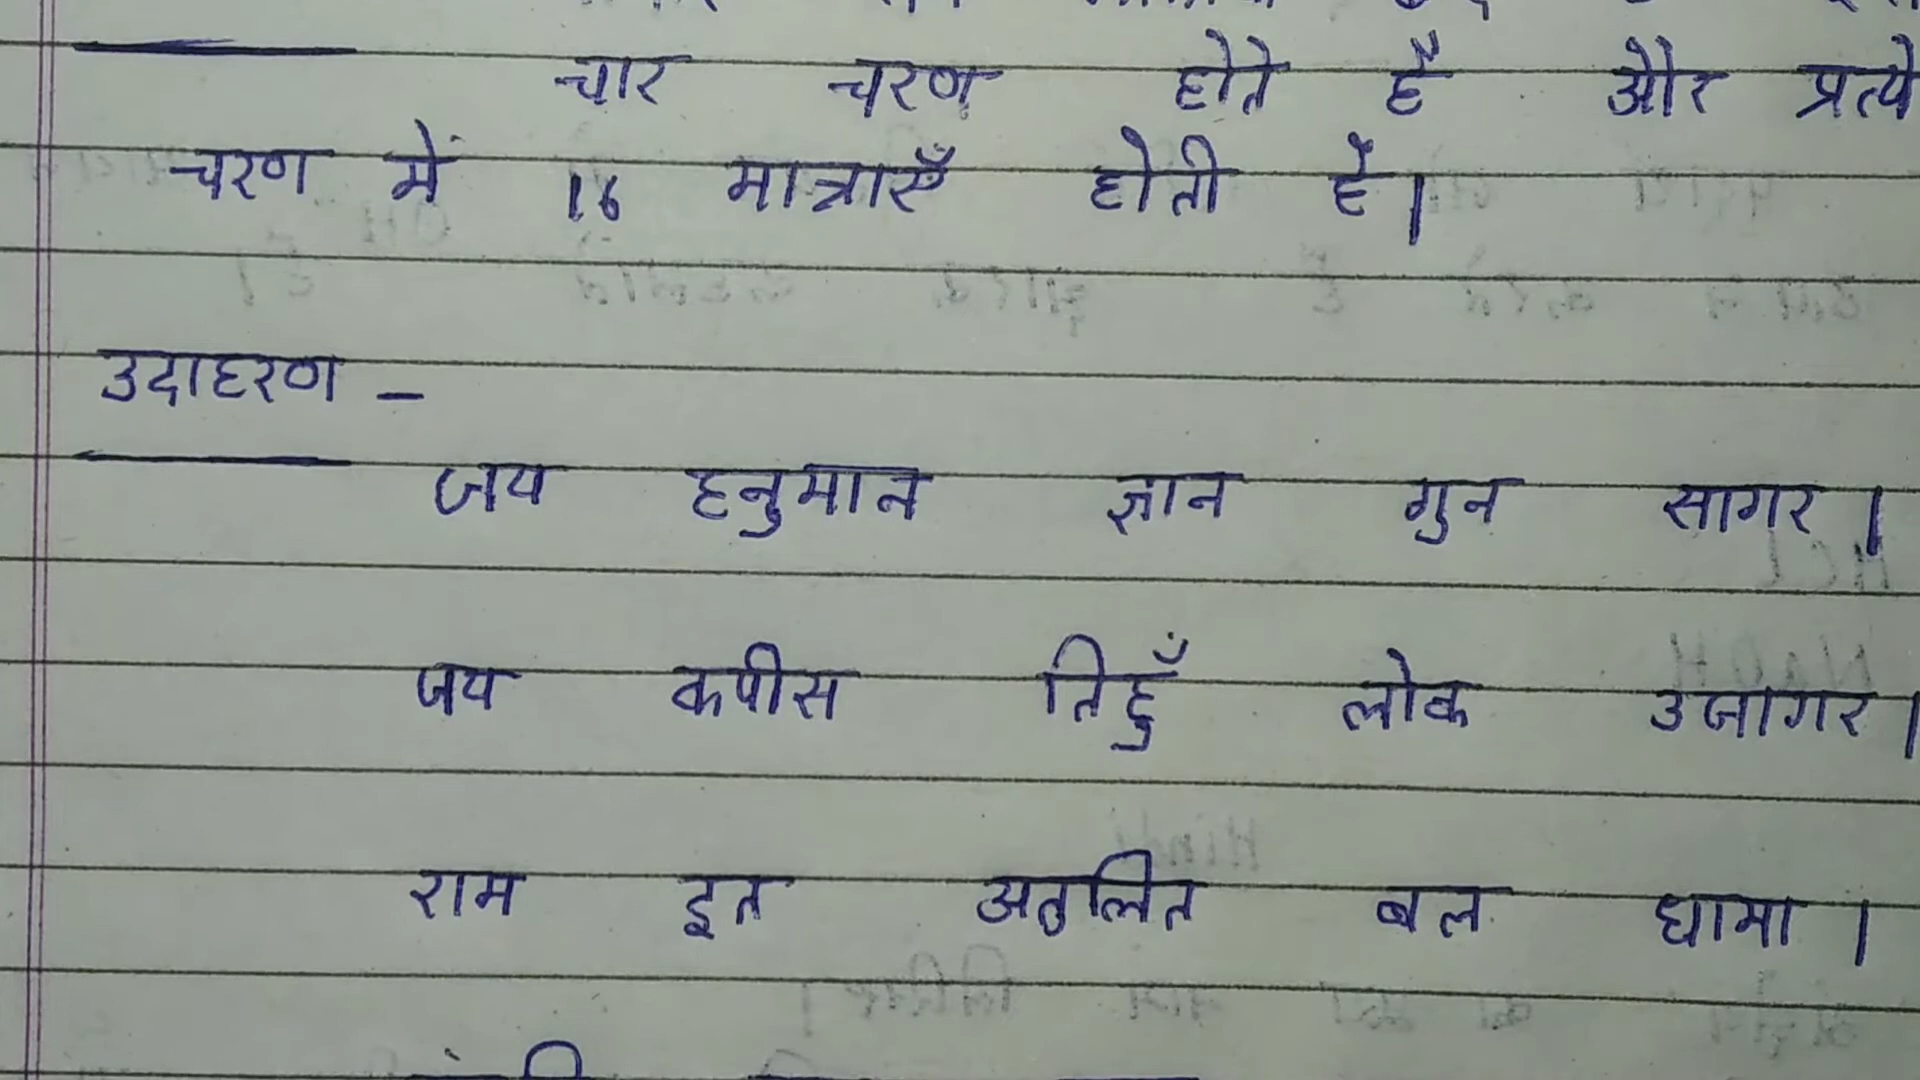 चार चरण होते हैं और प्रत्ये
चरण में 16 मात्राएँ होती हैं।
उदाहरण –
जय हनुमान ज्ञान गुन सागर।
जय कपीस तिहुँ लोक उजागर।
राम दूत अतुलित बल धामा।